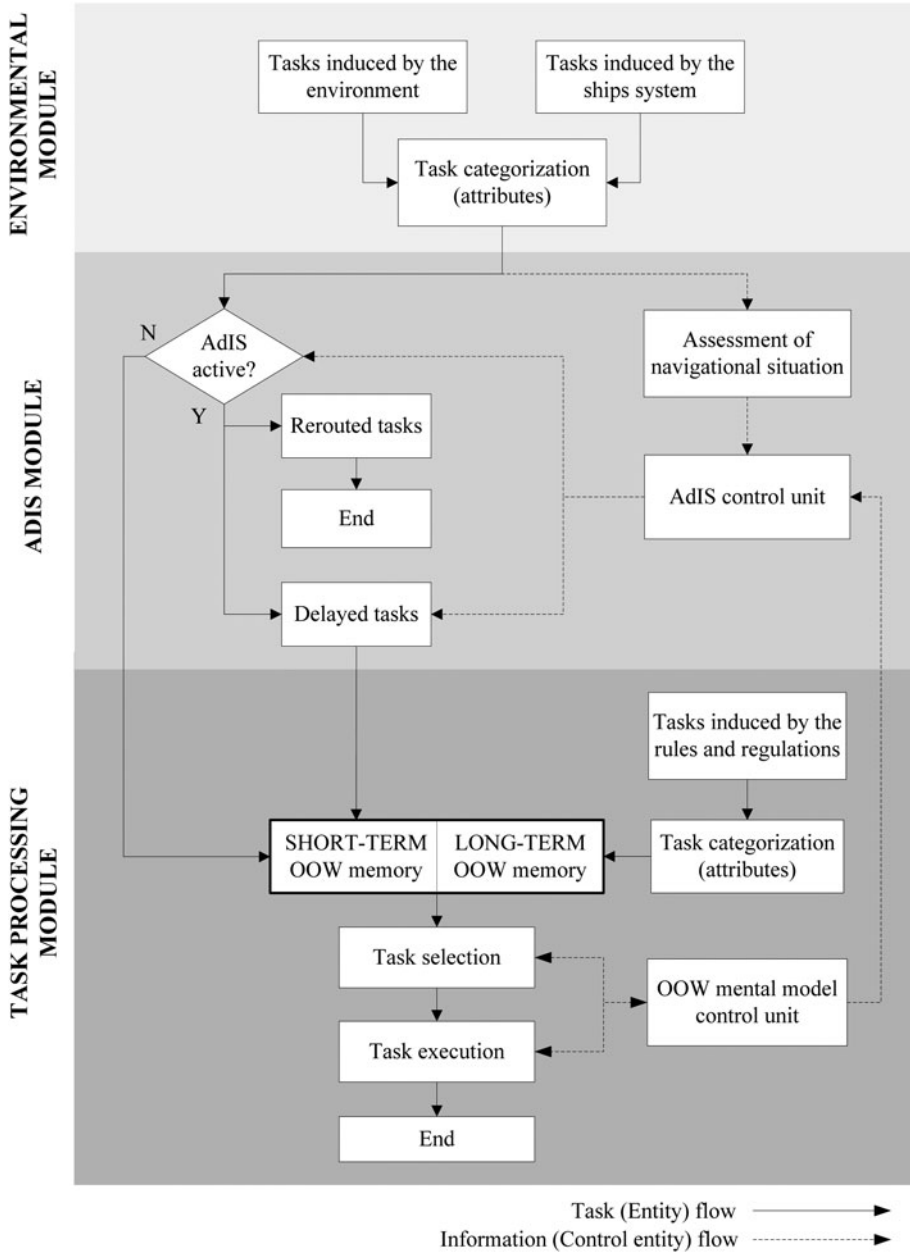 ENVIRONMENTAL
MODULE
Tasks induced by the
environment
Tasks induced by the
ships system
Task categorization
(attributes)
ADIS MODULE
N
AdIS
active?
Y
Assessment of
navigational situation
Rerouted tasks
AdIS control unit
End
Delayed tasks
TASK PROCESSING
MODULE
Tasks induced by the
rules and regulations
SHORT-TERM
OOW memory
LONG-TERM
OOW memory
Task categorization
(attributes)
Task selection
OOW mental model
control unit
Task execution
End
Task (Entity) flow
Information (Control entity) flow